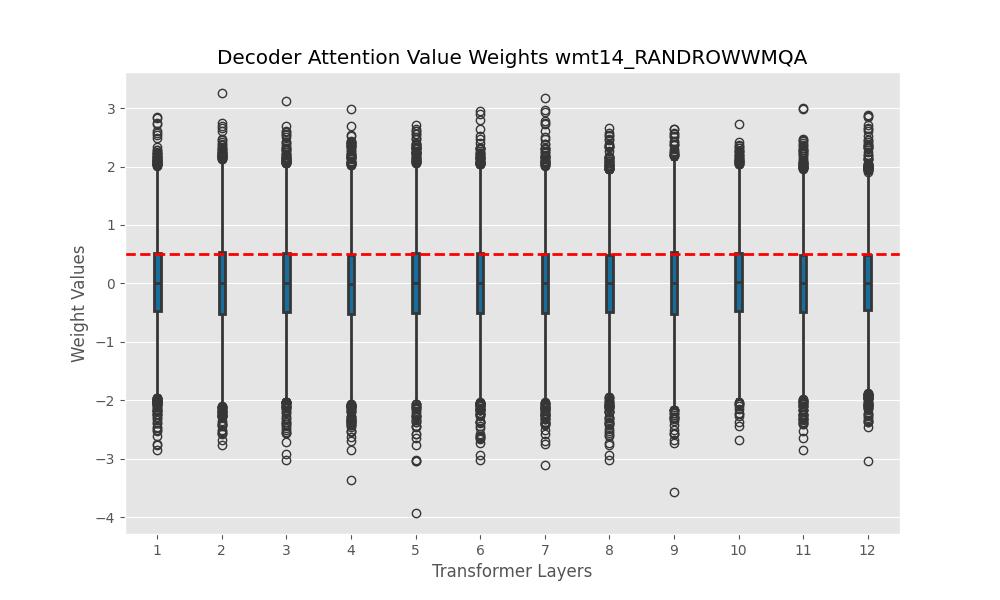 Decoder Attention Value Weights wmt14_RANDROWWMQA
Weight Values
3
2
1
0
−1
−2
−3
−4
1 2 3 4 5 6 7 8 9 10 11 12
Transformer Layers